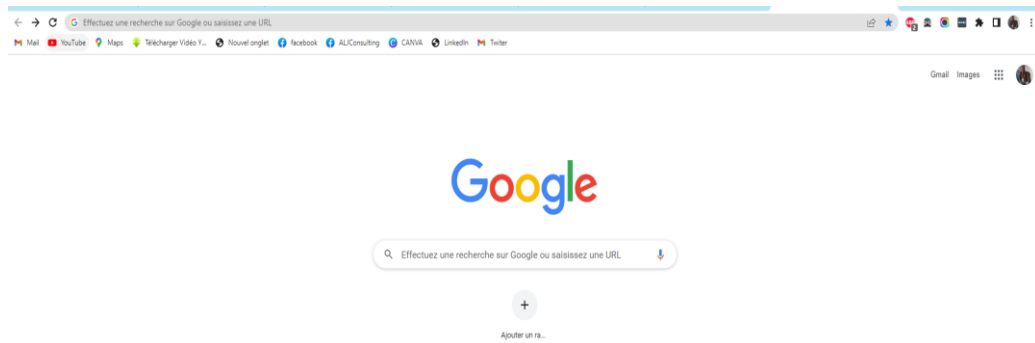 Effectuez une recherche sur Google ou saisissez une URL
Mail YouTube Maps Télécharger Vidéo Y... Nouvel onglet facebook ALIConsulting CANVA LinkedIn Twiter
Gmail Images
Google
Effectuez une recherche sur Google ou saisissez une URL
Ajouter un ra...